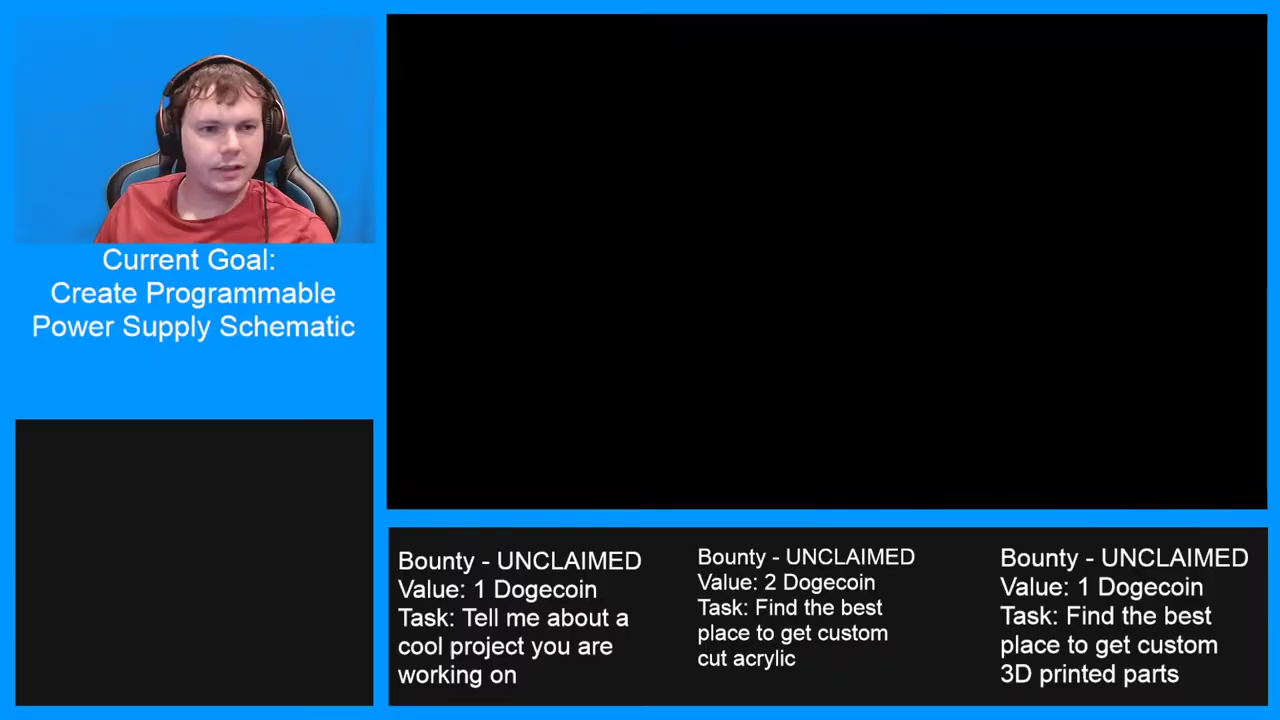 Current Goal:
Create Programmable
Power Supply Schematic
Bounty - UNCLAIMED
Value: 1 Dogecoin
Task: Tell me about a
cool project you are
working on
Bounty - UNCLAIMED
Value: 2 Dogecoin
Task: Find the best
place to get custom
cut acrylic
Bounty - UNCLAIMED
Value: 1 Dogecoin
Task: Find the best
place to get custom
3D printed parts